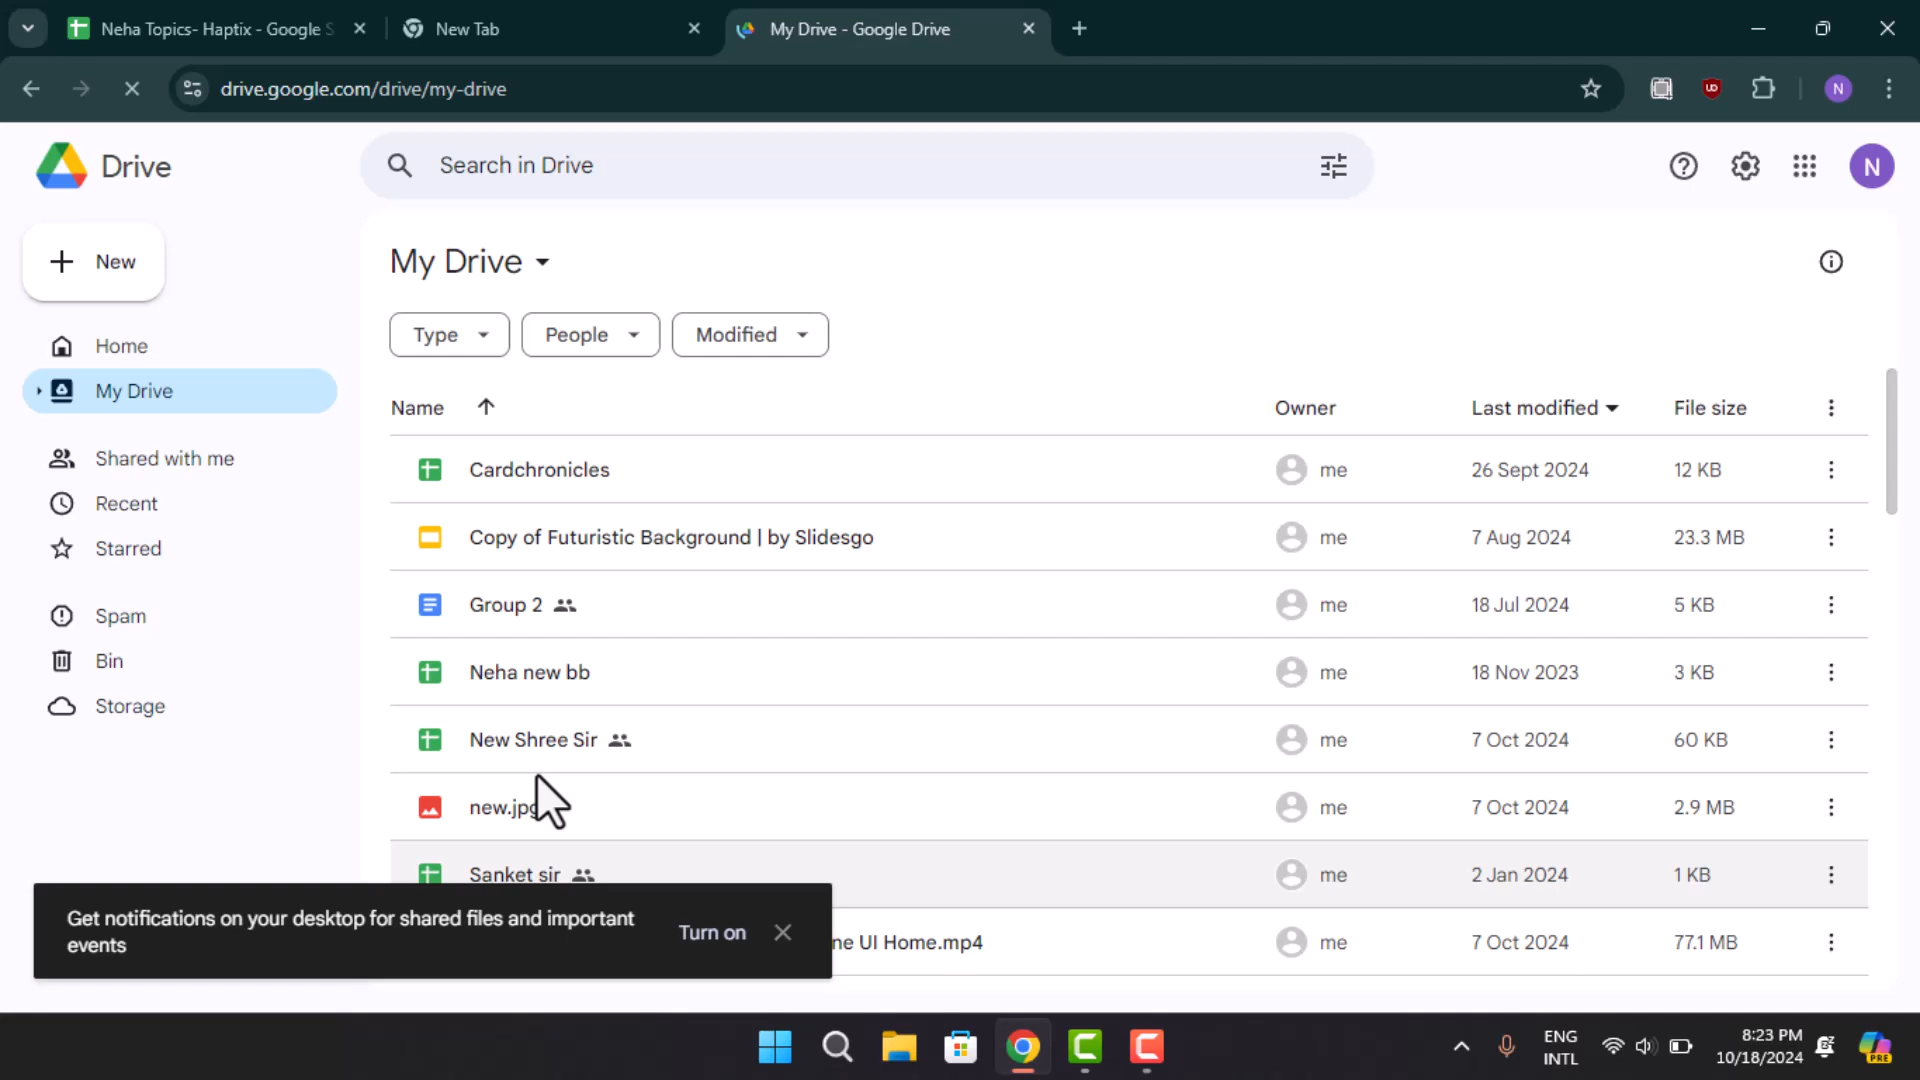 Neha Topics- Haptix - Google S
New Tab
My Drive - Google Drive
drive.google.com/drive/my-drive
N
Drive
Search in Drive
N
New
My Drive
Home
My Drive
Shared with me
Recent
Starred
Spam
Bin
Storage
Type
People
Modified
Name Owner Last modified File size
Cardchronicles me 26 Sept 2024 12 KB
Copy of Futuristic Background | by Slidesgo me 7 Aug 2024 23.3 MB
Group 2 me 18 Jul 2024 5 KB
Neha new bb me 18 Nov 2023 3 KB
New Shree Sir me 7 Oct 2024 60 KB
new.jpg me 7 Oct 2024 2.9 MB
Sanket sir me 2 Jan 2024 1 KB
ne UI Home.mp4 me 7 Oct 2024 77.1 MB
Get notifications on your desktop for shared files and important
events
Turn on
ENG
INTL
8:23 PM
10/18/2024
PRE